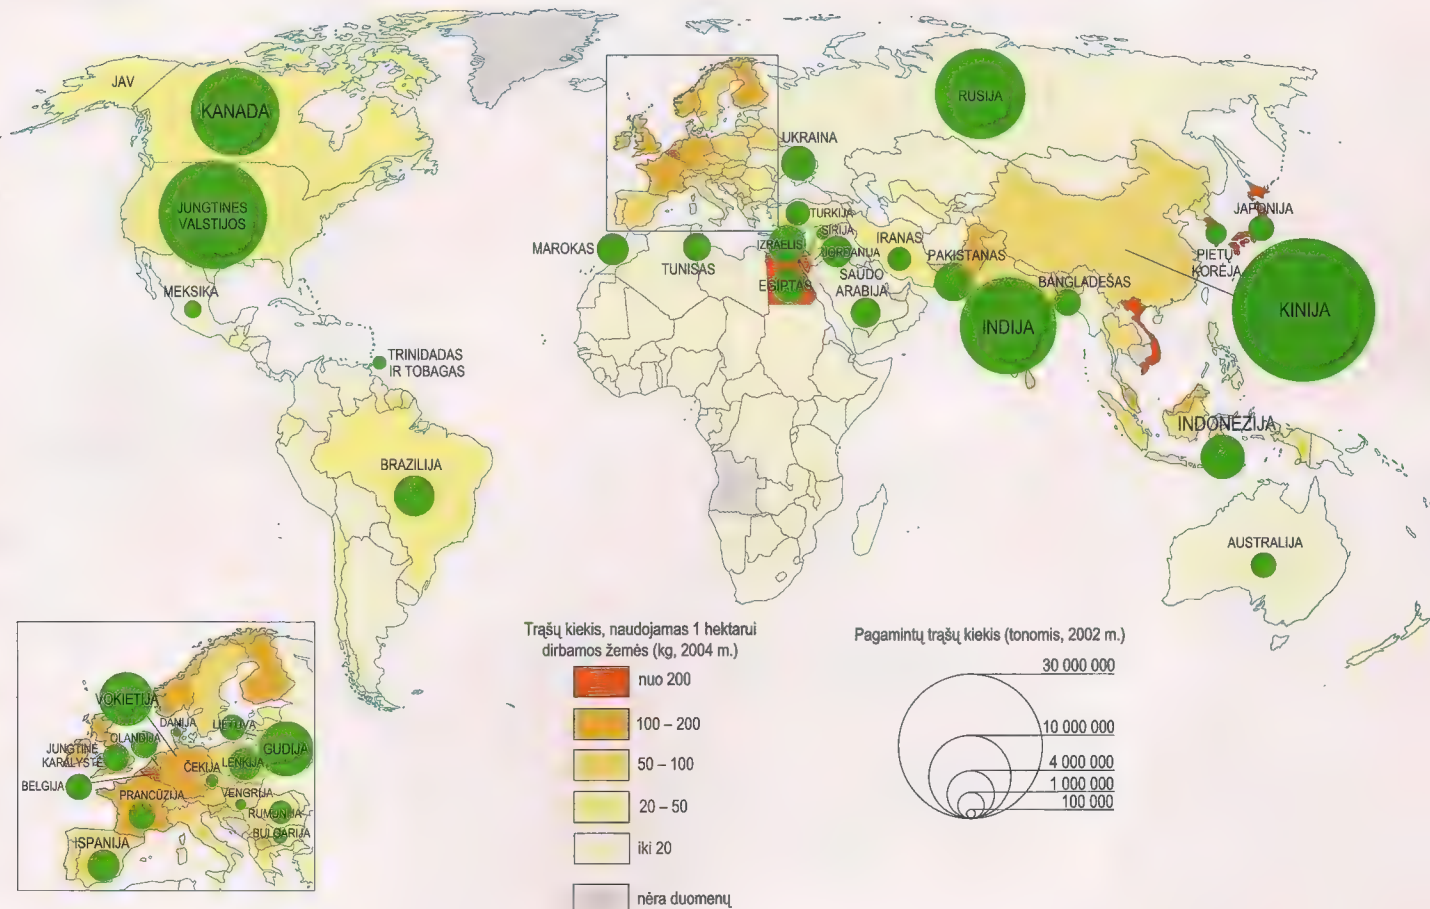 JAV
KANADA
JUNGTINĖS
VALSTIJOS
MEKSIKA
TRINIDADAS
IR TOBAGAS
BRAZILIJA
RUSIJA
UKRAINA
TURKIJA
SIRIJA
IZRAELIS
JORDANIJA
EGIPTAS
MAROKAS
TUNISAS
IRANAS
SAUDO
ARABIJA
PAKISTANAS
INDIJA
BANGLADEŠAS
JAPONIJA
PIETŲ
KORĖJA
KINIJA
INDONEZIJA
AUSTRALIJA
VOKIETIJA
DANIJA
LIETUVA
OLANDIJA
GUDIJA
JUNGTINĖ
KARALYSTĖ
ČEKIJA
LENKIJA
BELGIJA
PRANCŪZIJA
VENGRIJA
RUMUNIJA
BULGARIJA
ISPANIJA
Trąšų kiekis, naudojamas 1 hektarui
dirbamos žemės (kg, 2004 m.)
nuo 200
100 – 200
50 – 100
20 – 50
iki 20
nėra duomenų
Pagamintų trąšų kiekis (tonomis, 2002 m.)
30 000 000
10 000 000
4 000 000
1 000 000
100 000